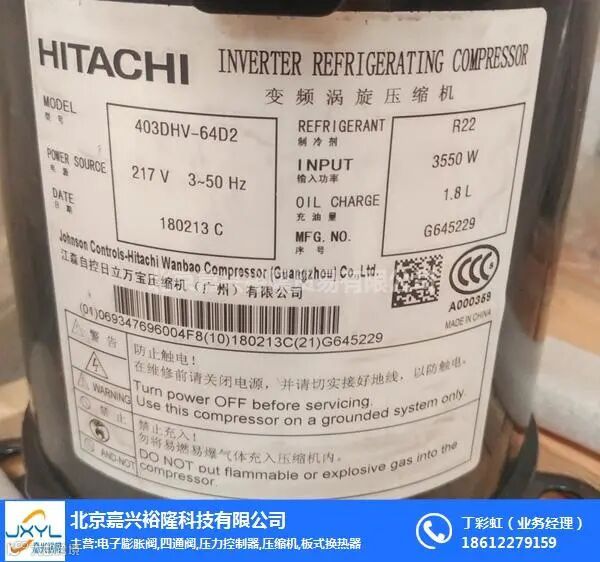 HITACHI INVERTER REFRIGERATING COMPRESSOR
变频涡旋压缩机
MODEL 403DHV-64D2 REFRIGERANT R22
型号 制冷剂
POWER SOURCE 217 V 3~50 Hz INPUT 3550 W
电源 输入功率
DATE 180213 C OIL CHARGE 1.8 L
日期 充油量
MFG.NO. G645229
序号
Johnson Controls-Hitachi Wanbao Compressor (Guangzhou) Co.,Ltd.
江森自控日立万宝压缩机（广州）有限公司
CCC
A000359
MADE IN CHINA
(01)069347696004F8(10)180213C(21)G645229
警告 防止触电！
在维修前请关闭电源，并请切实接好地线，以免触电。
WARNING Turn power OFF before servicing.
Use this compressor on a grounded system only.
禁止 禁止充入！
勿将易燃易爆气体充入压缩机内。
AND-NOT DO NOT put flammable or explosive gas into the
compressor.
JXYL
北京嘉兴裕隆科技有限公司
主营:电子膨胀阀,四通阀,压力控制器,压缩机,板式换热器
丁彩虹（业务经理）
18612279159